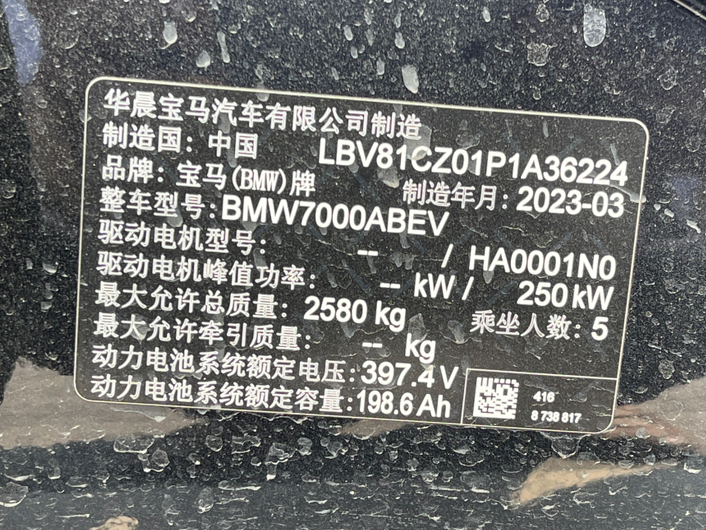 华晨宝马汽车有限公司制造
制造国: 中国 LBV81CZ01P1A36224
品牌: 宝马(BMW)牌 制造年月: 2023-03
整车型号: BMW7000ABEV
驱动电机型号: -- / HA0001N0
驱动电机峰值功率: -- kW / 250 kW
最大允许总质量: 2580 kg 乘坐人数: 5
最大允许牵引质量: -- kg
动力电池系统额定电压: 397.4 V
动力电池系统额定容量: 198.6 Ah
416
8 738 817